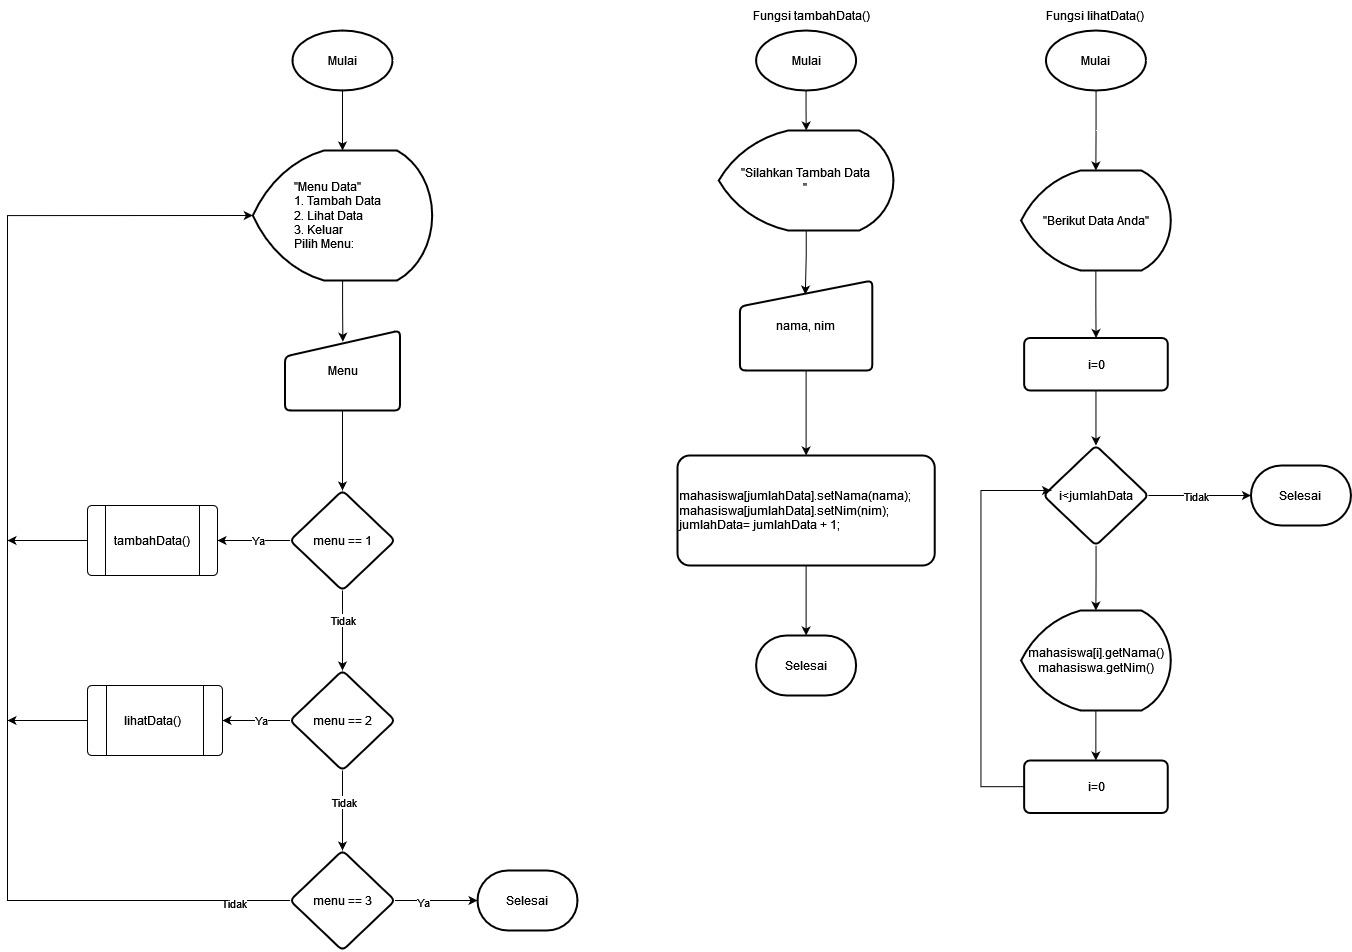 Mulai
"Menu Data"
1. Tambah Data
2. Lihat Data
3. Keluar
Pilih Menu:
Menu
menu == 1
Ya
tambahData()
Tidak
menu == 2
Ya
lihatData()
Tidak
menu == 3
Tidak
Ya
Selesai
Fungsi tambahData()
Mulai
"Silahkan Tambah Data
"
nama, nim
mahasiswa[jumlahData].setNama(nama);
mahasiswa[jumlahData].setNim(nim);
jumlahData= jumlahData + 1;
Selesai
Fungsi lihatData()
Mulai
"Berikut Data Anda"
i=0
i<jumlahData
Tidak
Selesai
mahasiswa[i].getNama()
mahasiswa.getNim()
i=0